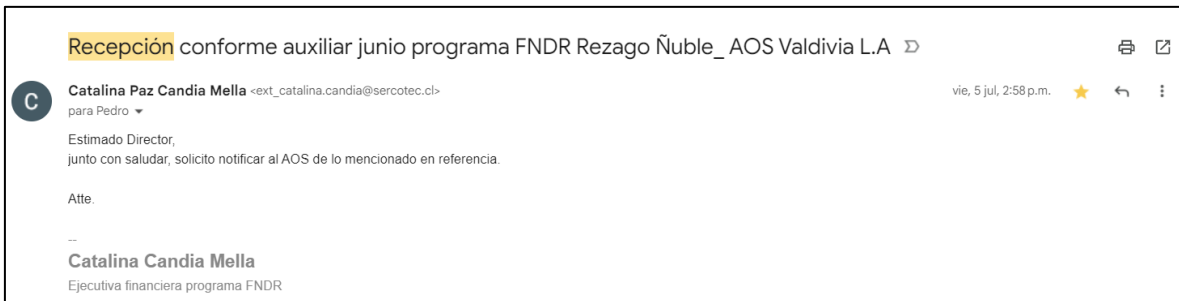 Recepción conforme auxiliar junio programa FNDR Rezago Ñuble_ AOS Valdivia L.A
C
Catalina Paz Candia Mella <ext_catalina.candia@sercotec.cl>
vie, 5 jul, 2:58 p.m.
para Pedro
Estimado Director,
junto con saludar, solicito notificar al AOS de lo mencionado en referencia.
Atte.
--
Catalina Candia Mella
Ejecutiva financiera programa FNDR